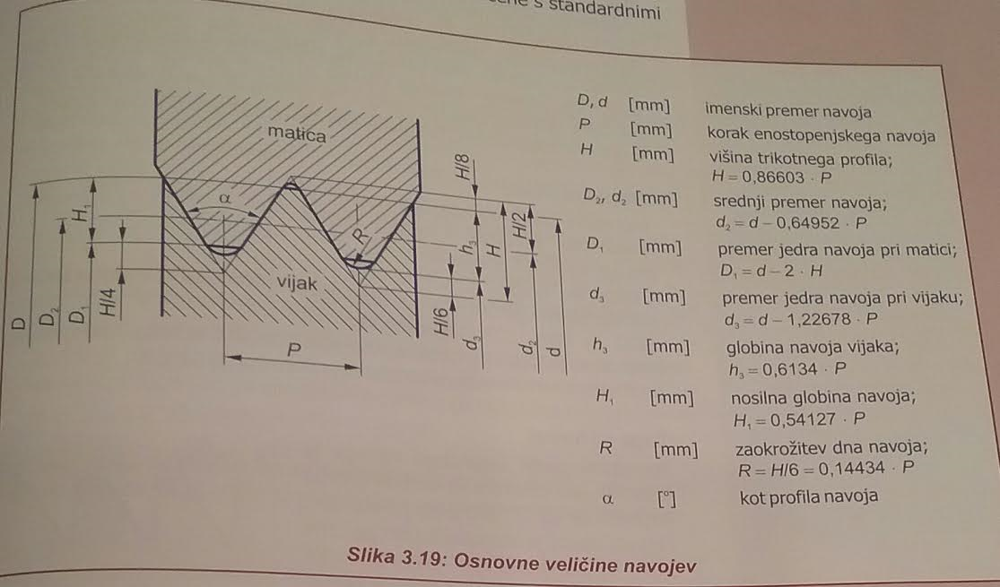 s standardnimi
matica
α
R
vijak
P
D
D₂
D₁
H₁
H/4
H/8
h₃
H
H/2
H/6
d₃
d₂
d
D, d [mm] imenski premer navoja
P [mm] korak enostopenjskega navoja
H [mm] višina trikotnega profila;
H = 0,86603 · P
D₂, d₂ [mm] srednji premer navoja;
d₂ = d – 0,64952 · P
D₁ [mm] premer jedra navoja pri matici;
D₁ = d – 2 · H
d₃ [mm] premer jedra navoja pri vijaku;
d₃ = d – 1,22678 · P
h₃ [mm] globina navoja vijaka;
h₃ = 0,6134 · P
H₁ [mm] nosilna globina navoja;
H₁ = 0,54127 · P
R [mm] zaokrožitev dna navoja;
R = H/6 = 0,14434 · P
α [°] kot profila navoja
Slika 3.19: Osnovne veličine navojev